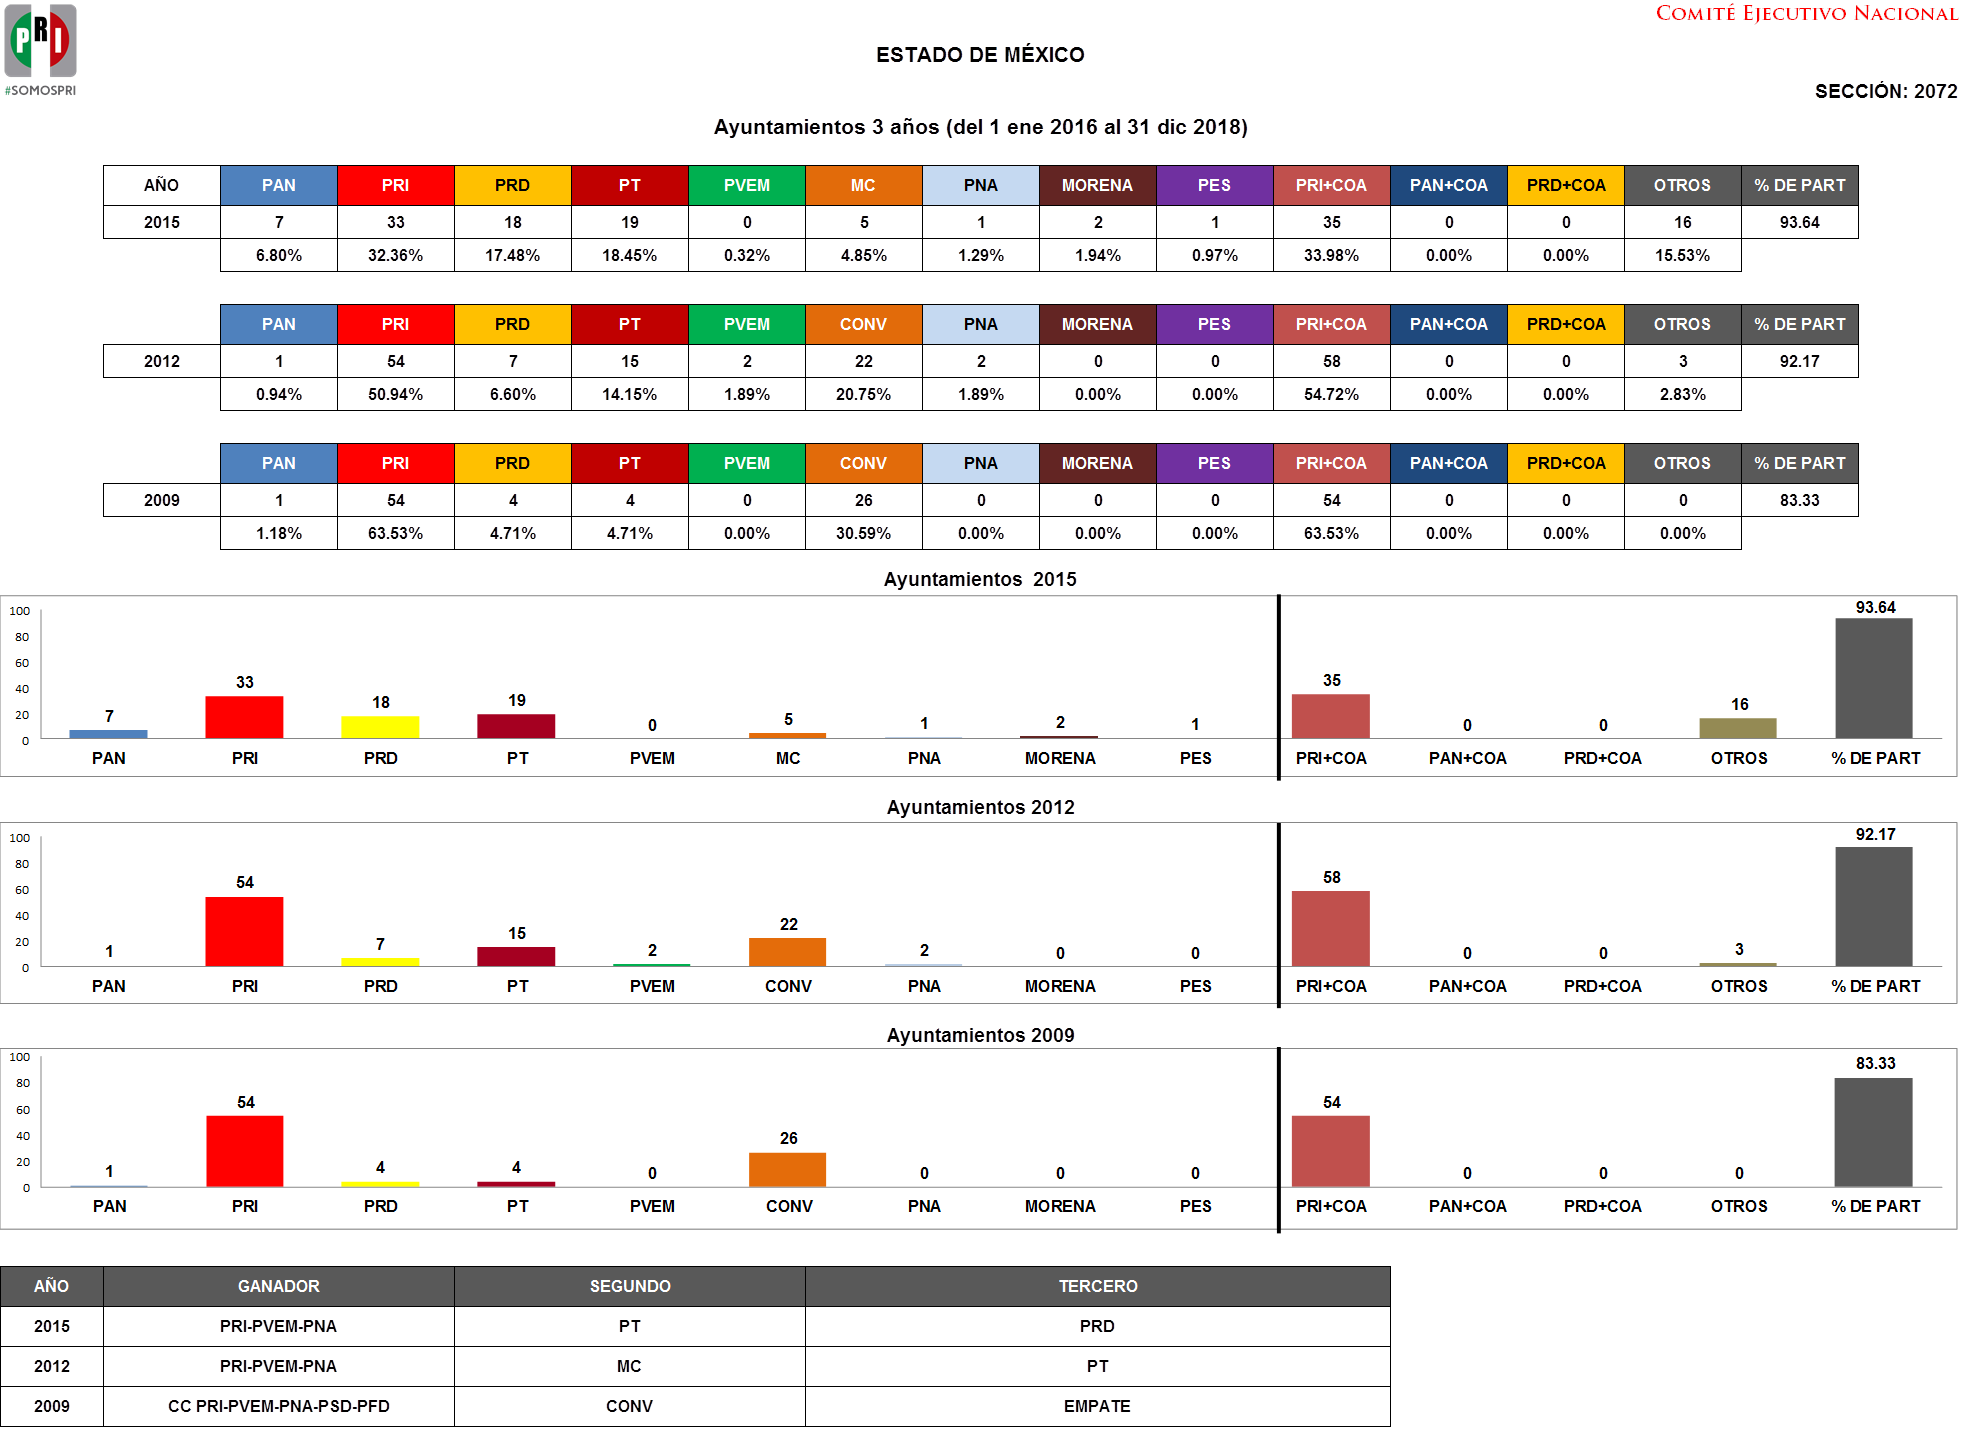 PRI
#SOMOSPRI
COMITÉ EJECUTIVO NACIONAL
ESTADO DE MÉXICO
SECCIÓN: 2072
Ayuntamientos 3 años (del 1 ene 2016 al 31 dic 2018)
AÑO PAN PRI PRD PT PVEM MC PNA MORENA PES PRI+COA PAN+COA PRD+COA OTROS % DE PART
2015 7 33 18 19 0 5 1 2 1 35 0 0 16 93.64
6.80% 32.36% 17.48% 18.45% 0.32% 4.85% 1.29% 1.94% 0.97% 33.98% 0.00% 0.00% 15.53%
PAN PRI PRD PT PVEM CONV PNA MORENA PES PRI+COA PAN+COA PRD+COA OTROS % DE PART
2012 1 54 7 15 2 22 2 0 0 58 0 0 3 92.17
0.94% 50.94% 6.60% 14.15% 1.89% 20.75% 1.89% 0.00% 0.00% 54.72% 0.00% 0.00% 2.83%
PAN PRI PRD PT PVEM CONV PNA MORENA PES PRI+COA PAN+COA PRD+COA OTROS % DE PART
2009 1 54 4 4 0 26 0 0 0 54 0 0 0 83.33
1.18% 63.53% 4.71% 4.71% 0.00% 30.59% 0.00% 0.00% 0.00% 63.53% 0.00% 0.00% 0.00%
Ayuntamientos 2015
100
80
60
40
20
0
7 33 18 19 0 5 1 2 1 35 0 0 16 93.64
PAN PRI PRD PT PVEM MC PNA MORENA PES PRI+COA PAN+COA PRD+COA OTROS % DE PART
Ayuntamientos 2012
100
80
60
40
20
0
1 54 7 15 2 22 2 0 0 58 0 0 3 92.17
PAN PRI PRD PT PVEM CONV PNA MORENA PES PRI+COA PAN+COA PRD+COA OTROS % DE PART
Ayuntamientos 2009
100
80
60
40
20
0
1 54 4 4 0 26 0 0 0 54 0 0 0 83.33
PAN PRI PRD PT PVEM CONV PNA MORENA PES PRI+COA PAN+COA PRD+COA OTROS % DE PART
AÑO GANADOR SEGUNDO TERCERO
2015 PRI-PVEM-PNA PT PRD
2012 PRI-PVEM-PNA MC PT
2009 CC PRI-PVEM-PNA-PSD-PFD CONV EMPATE